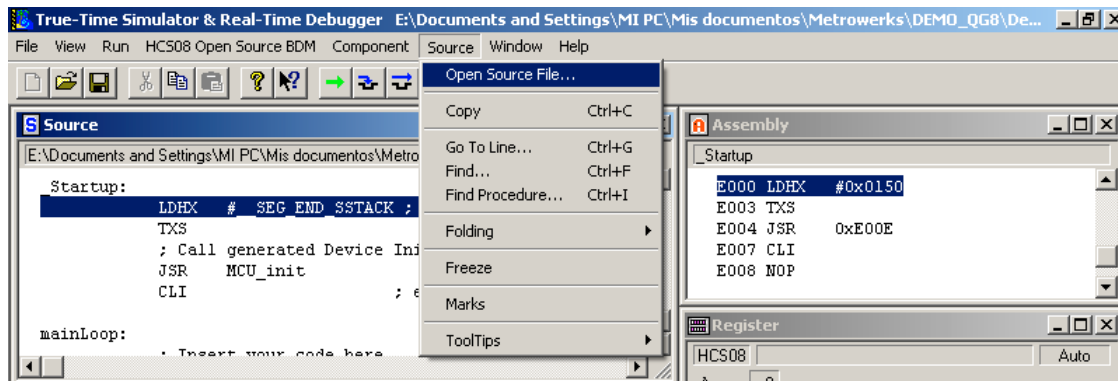 True-Time Simulator & Real-Time Debugger E:\Documents and Settings\MI PC\Mis documentos\Metrowerks\DEMO_QG8\De...
File View Run HCS08 Open Source BDM Component Source Window Help
Open Source File...
Copy Ctrl+C
Go To Line... Ctrl+G
Find... Ctrl+F
Find Procedure... Ctrl+I
Folding
Freeze
Marks
ToolTips
Source
E:\Documents and Settings\MI PC\Mis documentos\Metro
_Startup:
LDHX #__SEG_END_SSTACK ;
TXS
; Call generated Device Ini
JSR MCU_init
CLI ; e
mainLoop:
; Insert your code here
Assembly
_Startup
E000 LDHX #0x0150
E003 TXS
E004 JSR 0xE00E
E007 CLI
E008 NOP
Register
HCS08 Auto